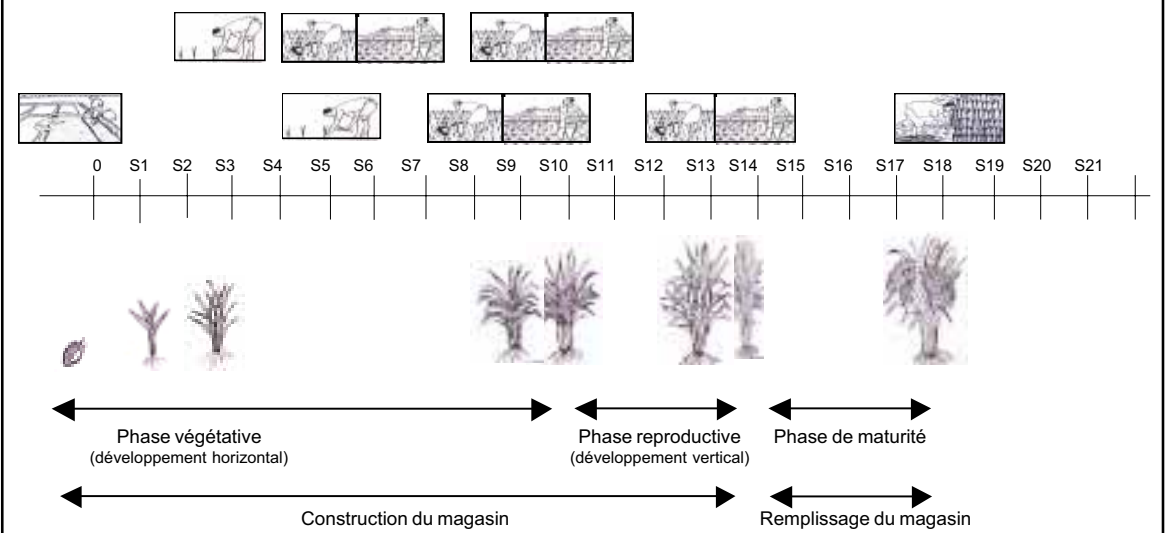 0 S1 S2 S3 S4 S5 S6 S7 S8 S9 S10 S11 S12 S13 S14 S15 S16 S17 S18 S19 S20 S21
Phase végétative
(développement horizontal)
Phase reproductive
(développement vertical)
Phase de maturité
Construction du magasin
Remplissage du magasin